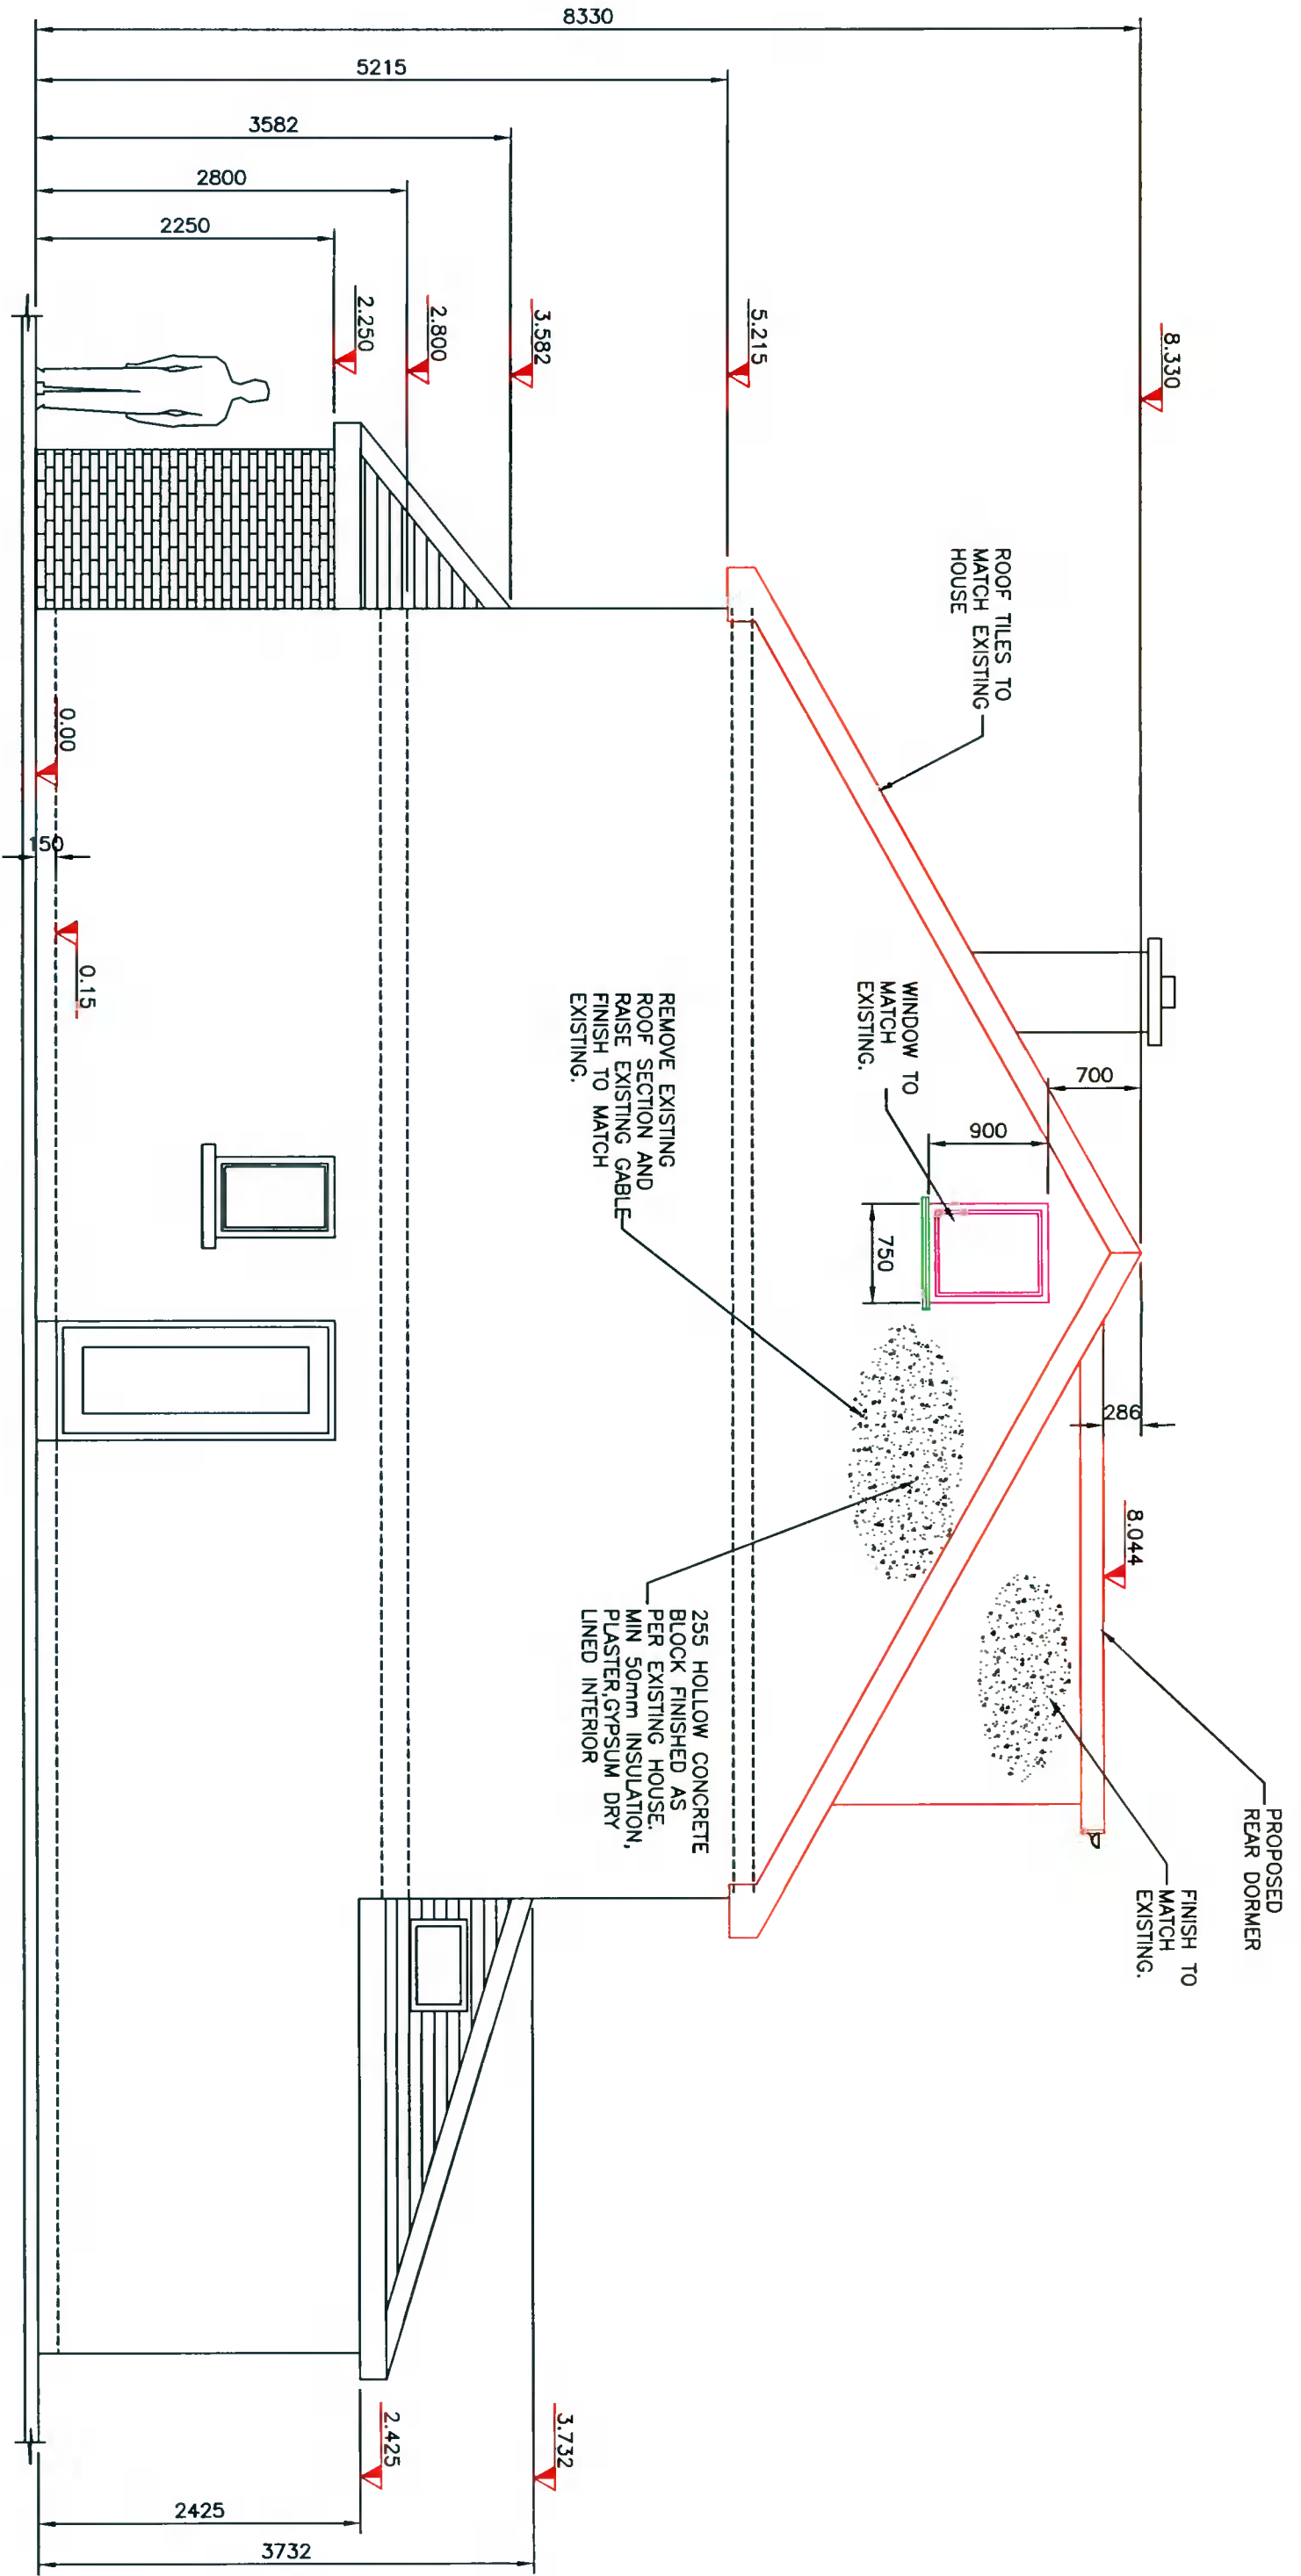 8330
5215
3582
2800
2250
8.330
5.215
3.582
2.800
2.250
ROOF TILES TO
MATCH EXISTING
HOUSE
0.00
150
0.15
WINDOW TO
MATCH
EXISTING.
700
900
750
REMOVE EXISTING
ROOF SECTION AND
RAISE EXISTING GABLE
FINISH TO MATCH
EXISTING.
286
8.044
255 HOLLOW CONCRETE
BLOCK FINISHED AS
PER EXISTING HOUSE.
MIN 50mm INSULATION,
PLASTER,GYPSUM DRY
LINED INTERIOR
PROPOSED
REAR DORMER
FINISH TO
MATCH
EXISTING.
3.732
2.425
2425
3732